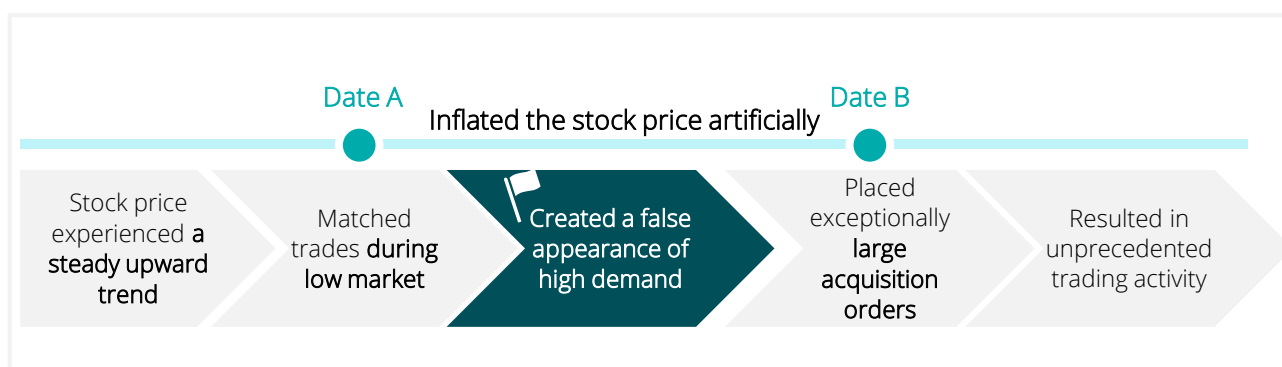 Date A
Inflated the stock price artificially
Date B
Stock price
experienced a
steady upward
trend
Matched
trades during
low market
Created a false
appearance of
high demand
Placed
exceptionally
large
acquisition
orders
Resulted in
unprecedented
trading activity